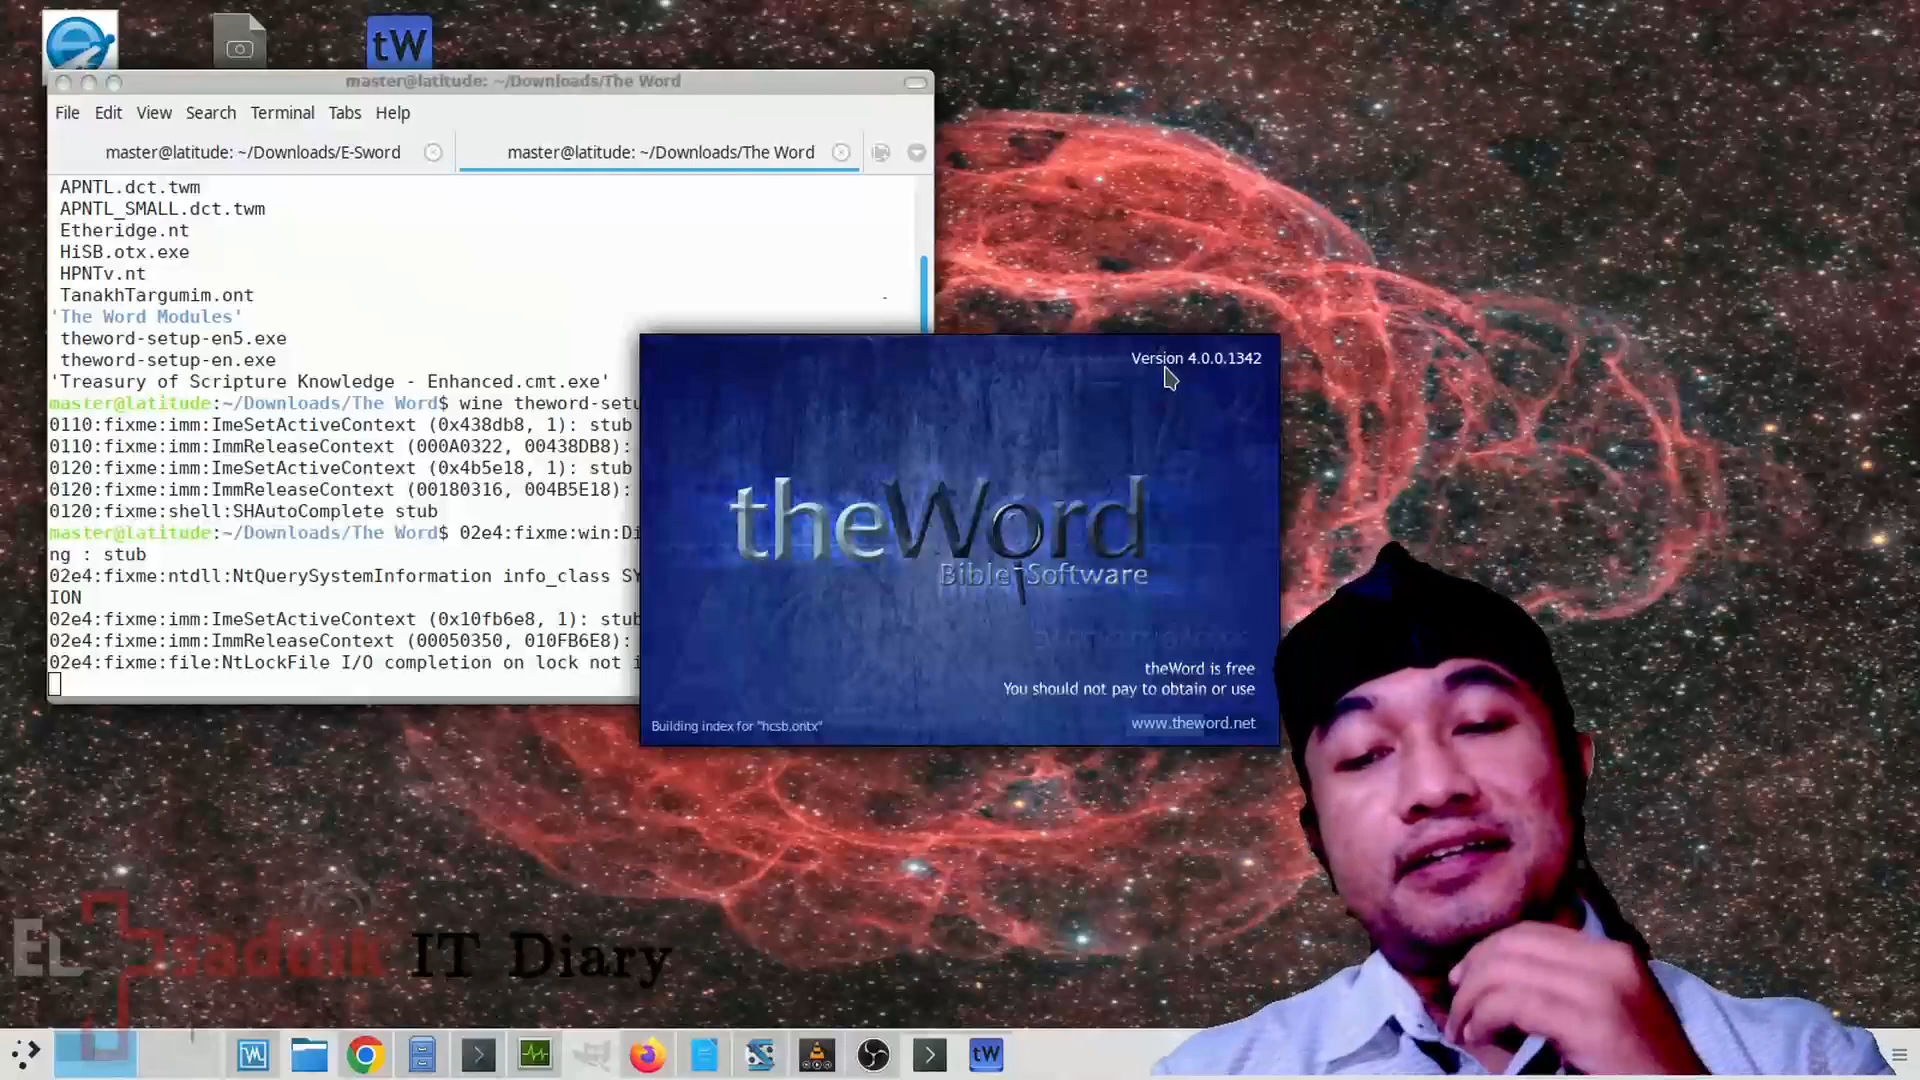 tW
master@latitude: ~/Downloads/The Word
File Edit View Search Terminal Tabs Help
master@latitude: ~/Downloads/E-Sword
master@latitude: ~/Downloads/The Word
APNTL.dct.twm
APNTL_SMALL.dct.twm
Etheridge.nt
HiSB.otx.exe
HPNTv.nt
TanakhTargumim.ont
'The Word Modules'
theword-setup-en5.exe
theword-setup-en.exe
'Treasury of Scripture Knowledge - Enhanced.cmt.exe'
master@latitude:~/Downloads/The Word$ wine theword-setu
0110:fixme:imm:ImeSetActiveContext (0x438db8, 1): stub
0110:fixme:imm:ImmReleaseContext (000A0322, 00438DB8):
0120:fixme:imm:ImeSetActiveContext (0x4b5e18, 1): stub
0120:fixme:imm:ImmReleaseContext (00180316, 004B5E18):
0120:fixme:shell:SHAutoComplete stub
master@latitude:~/Downloads/The Word$ 02e4:fixme:win:Di
ng : stub
02e4:fixme:ntdll:NtQuerySystemInformation info_class SY
ION
02e4:fixme:imm:ImeSetActiveContext (0x10fb6e8, 1): stub
02e4:fixme:imm:ImmReleaseContext (00050350, 010FB6E8):
02e4:fixme:file:NtLockFile I/O completion on lock not i
Version 4.0.0.1342
theWord
Bible Software
theWord is free
You should not pay to obtain or use
Building index for "hcsb.ontx"
www.theword.net
EL saddik IT Diary
tW